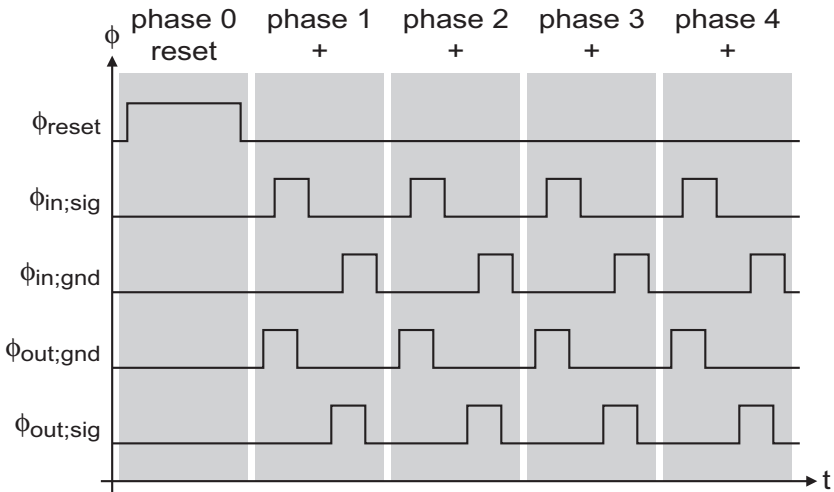 phase 0 phase 1 phase 2 phase 3 phase 4
ϕ reset + + + +
ϕreset
ϕin;sig
ϕin;gnd
ϕout;gnd
ϕout;sig
t